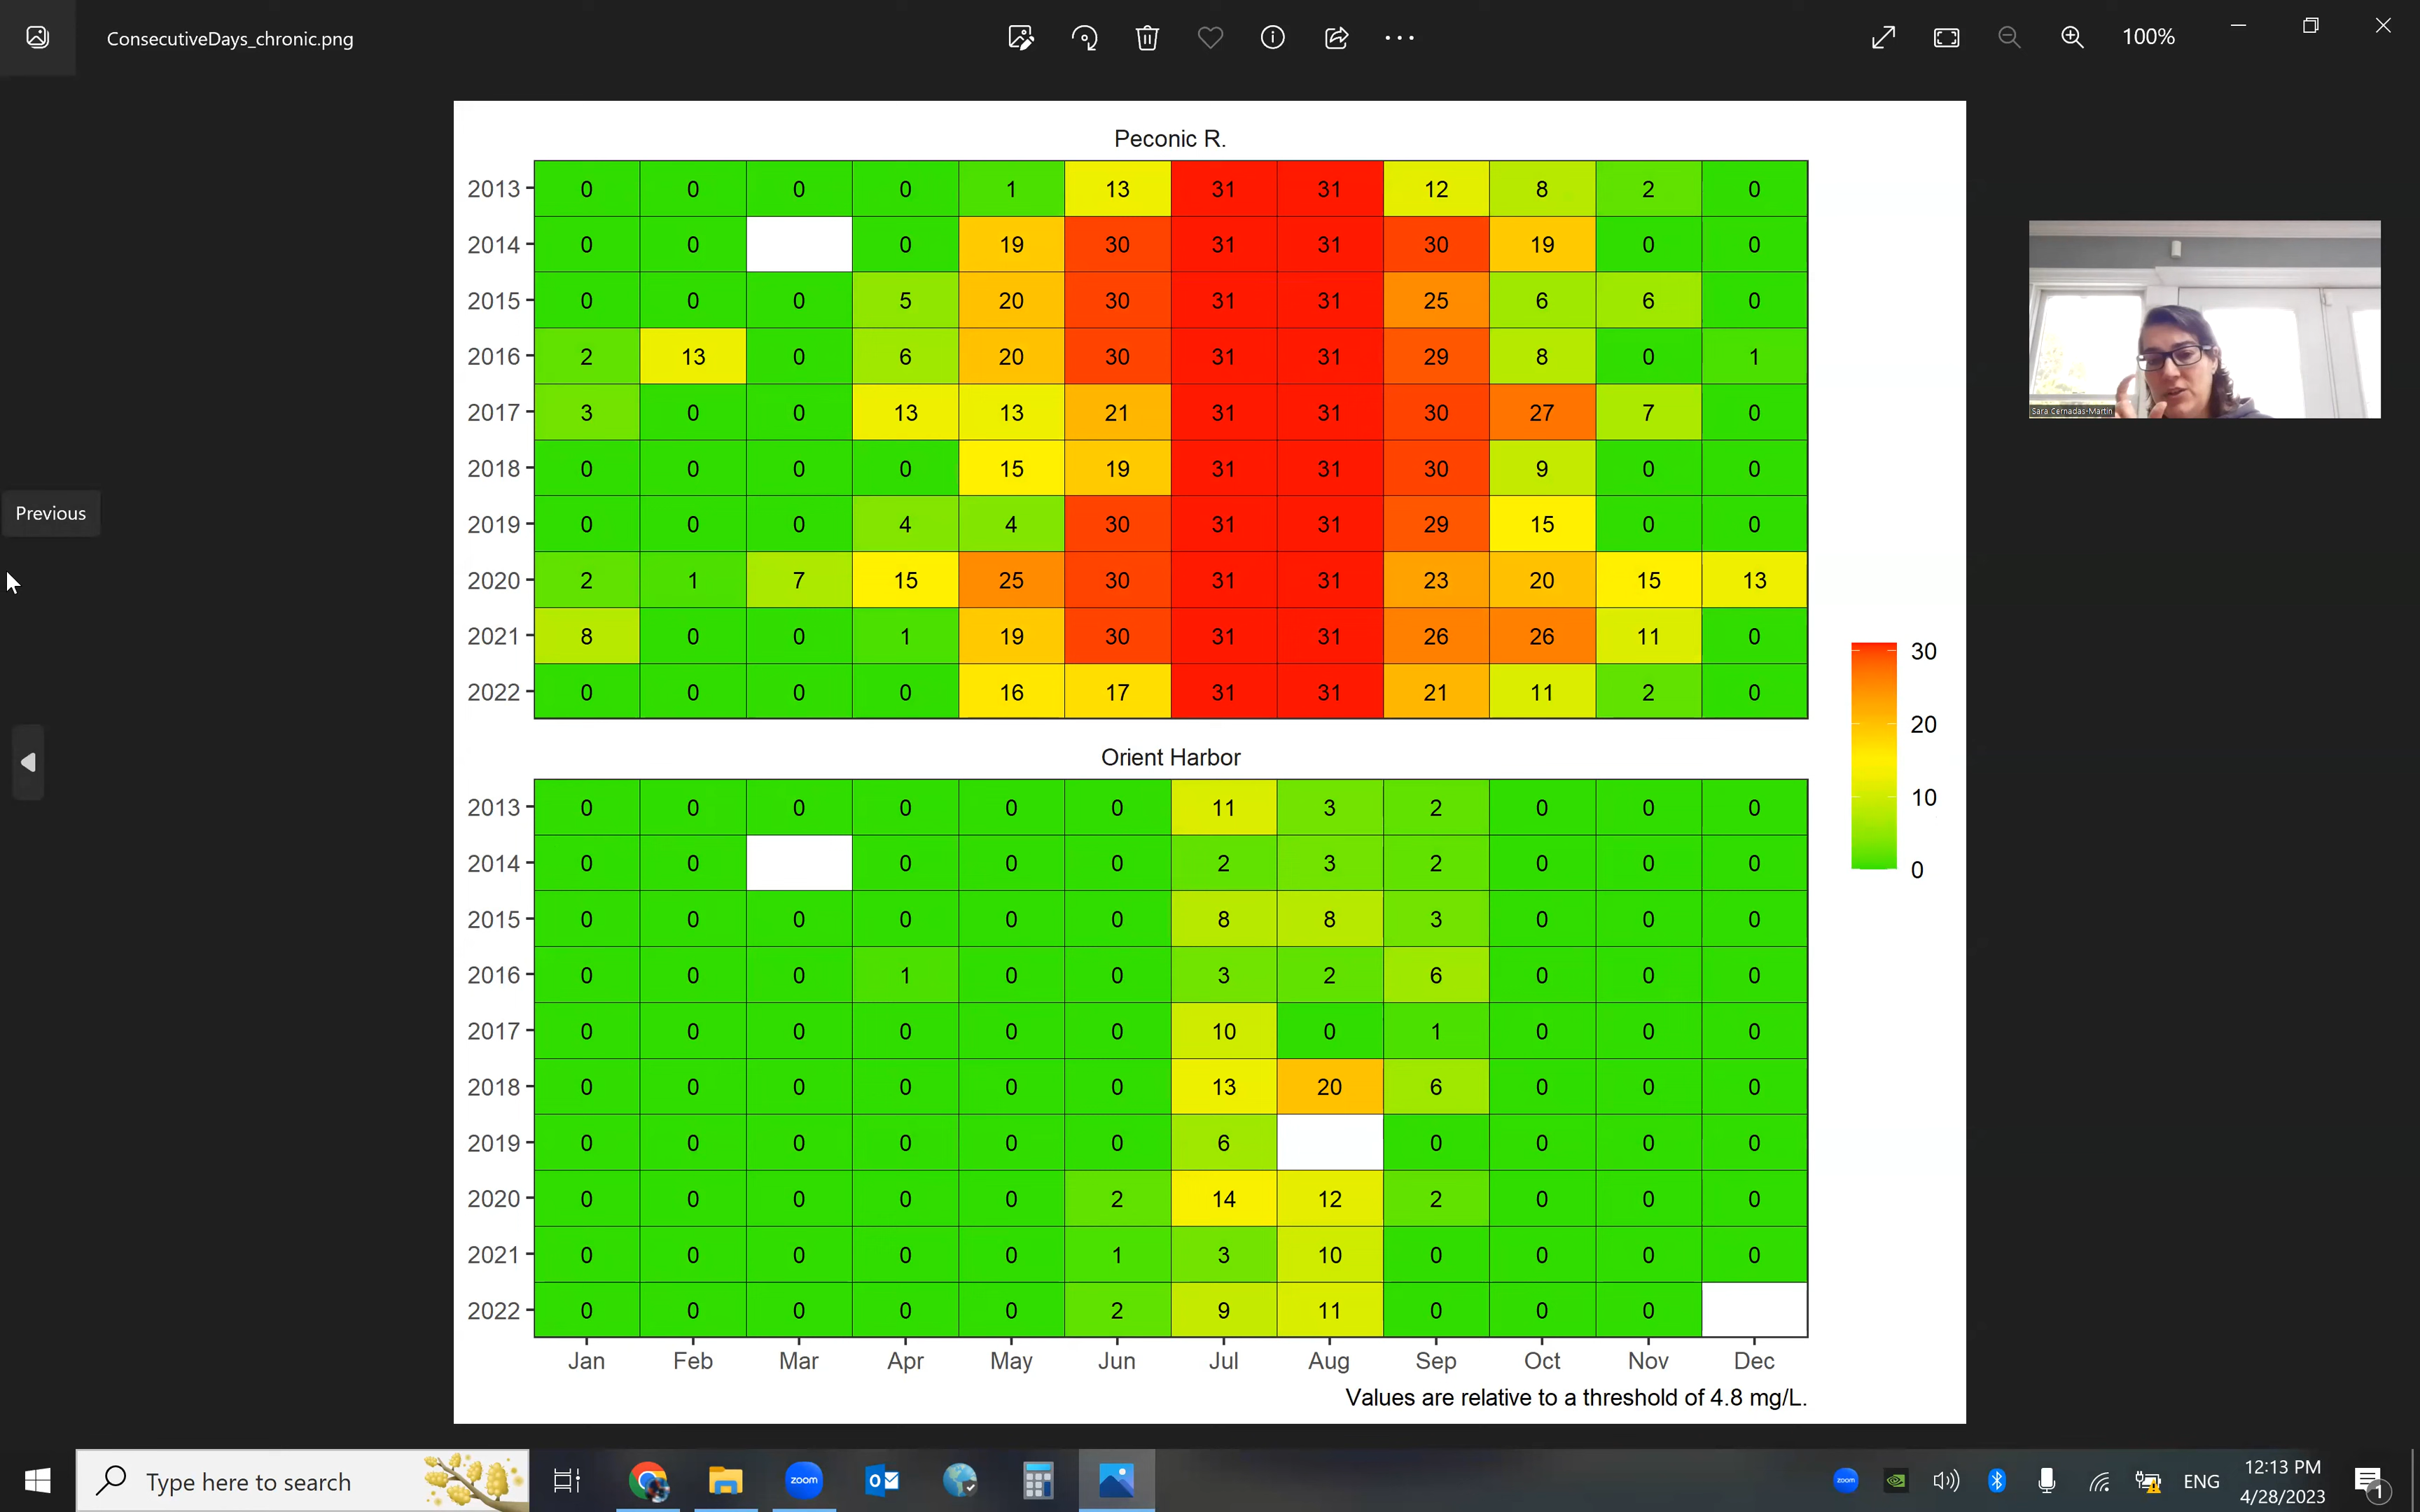 ConsecutiveDays_chronic.png
100%
Peconic R.
2013 0 0 0 0 1 13 31 31 12 8 2 0
2014 0 0 0 19 30 31 31 30 19 0 0
2015 0 0 0 5 20 30 31 31 25 6 6 0
2016 2 13 0 6 20 30 31 31 29 8 0 1
2017 3 0 0 13 13 21 31 31 30 27 7 0
2018 0 0 0 0 15 19 31 31 30 9 0 0
2019 0 0 0 4 4 30 31 31 29 15 0 0
2020 2 1 7 15 25 30 31 31 23 20 15 13
2021 8 0 0 1 19 30 31 31 26 26 11 0
2022 0 0 0 0 16 17 31 31 21 11 2 0
Sara Cernadas-Martin
Previous
30
20
10
0
Orient Harbor
2013 0 0 0 0 0 0 11 3 2 0 0 0
2014 0 0 0 0 0 2 3 2 0 0 0
2015 0 0 0 0 0 0 8 8 3 0 0 0
2016 0 0 0 1 0 0 3 2 6 0 0 0
2017 0 0 0 0 0 0 10 0 1 0 0 0
2018 0 0 0 0 0 0 13 20 6 0 0 0
2019 0 0 0 0 0 0 6 0 0 0 0
2020 0 0 0 0 0 2 14 12 2 0 0 0
2021 0 0 0 0 0 1 3 10 0 0 0 0
2022 0 0 0 0 0 2 9 11 0 0 0
Jan Feb Mar Apr May Jun Jul Aug Sep Oct Nov Dec
Values are relative to a threshold of 4.8 mg/L.
Type here to search
zoom
zoom
ENG
12:13 PM
4/28/2023
1